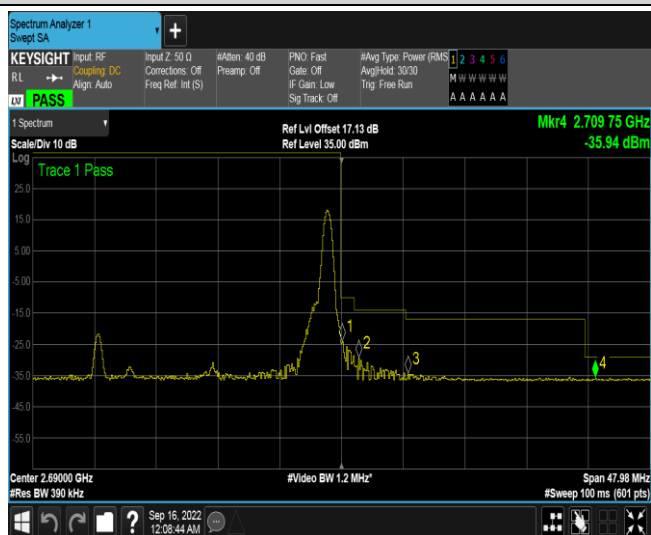 Spectrum Analyzer 1
Swept SA
KEYSIGHT
RL
LXI PASS
Input: RF
Coupling: DC
Align: Auto
Input Z: 50 Ω
Corrections: Off
Freq Ref: Int (S)
#Atten: 40 dB
Preamp: Off
PNO: Fast
Gate: Off
IF Gain: Low
Sig Track: Off
#Avg Type: Power (RMS
Avg|Hold: 30/30
Trig: Free Run
1 2 3 4 5 6
M W W W W W
A A A A A A
1 Spectrum
Scale/Div 10 dB
Ref Lvl Offset 17.13 dB
Ref Level 35.00 dBm
Mkr4 2.709 75 GHz
-35.94 dBm
Log
Trace 1 Pass
25.0
15.0
5.00
-5.00
-15.0
-25.0
-35.0
-45.0
-55.0
1
2
3
4
Center 2.69000 GHz
#Res BW 390 kHz
#Video BW 1.2 MHz*
Span 47.98 MHz
#Sweep 100 ms (601 pts)
?
Sep 16, 2022
12:08:44 AM